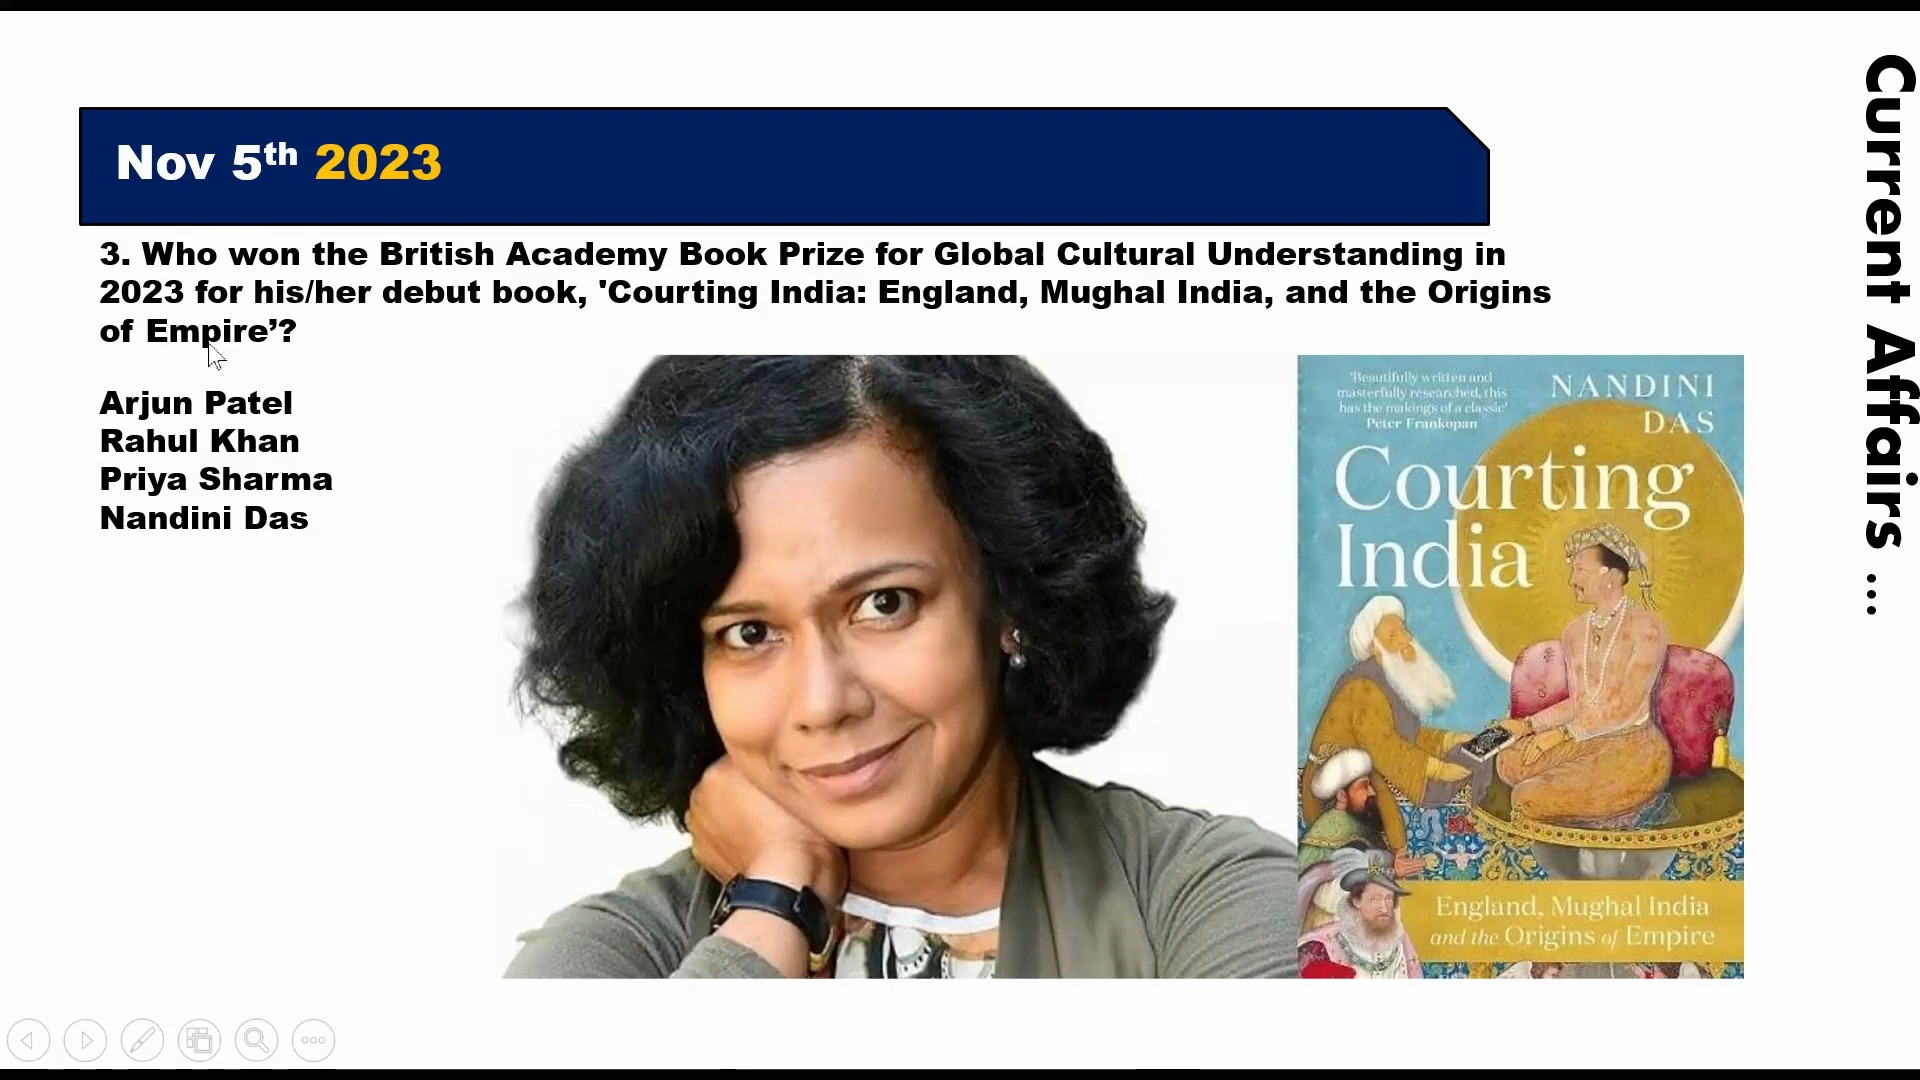 Nov 5th 2023
3. Who won the British Academy Book Prize for Global Cultural Understanding in
2023 for his/her debut book, 'Courting India: England, Mughal India, and the Origins
of Empire’?
Arjun Patel
Rahul Khan
Priya Sharma
Nandini Das
'Beautifully written and
masterfully researched, this
has the makings of a classic'
Peter Frankopan
NANDINI
DAS
Courting
India
England, Mughal India
and the Origins of Empire
Current Affairs ...